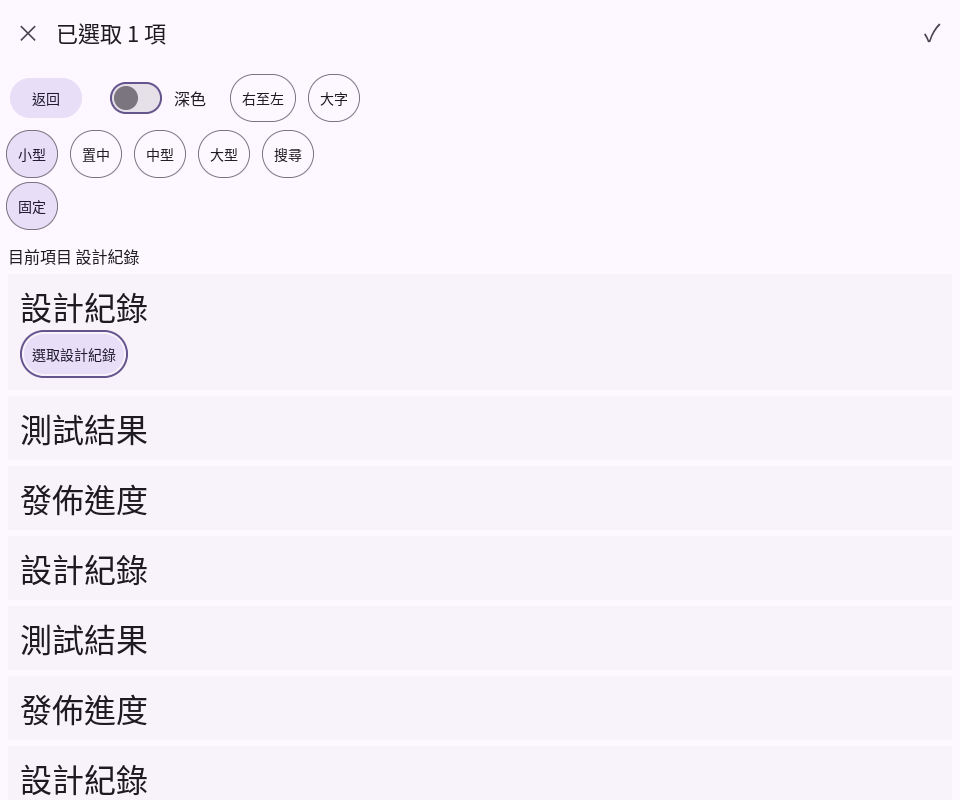 已選取 1 項
返回 深色 右至左 大字
小型 置中 中型 大型 搜尋
固定
目前項目 設計紀錄
設計紀錄
選取設計紀錄
測試結果
發佈進度
設計紀錄
測試結果
發佈進度
設計紀錄